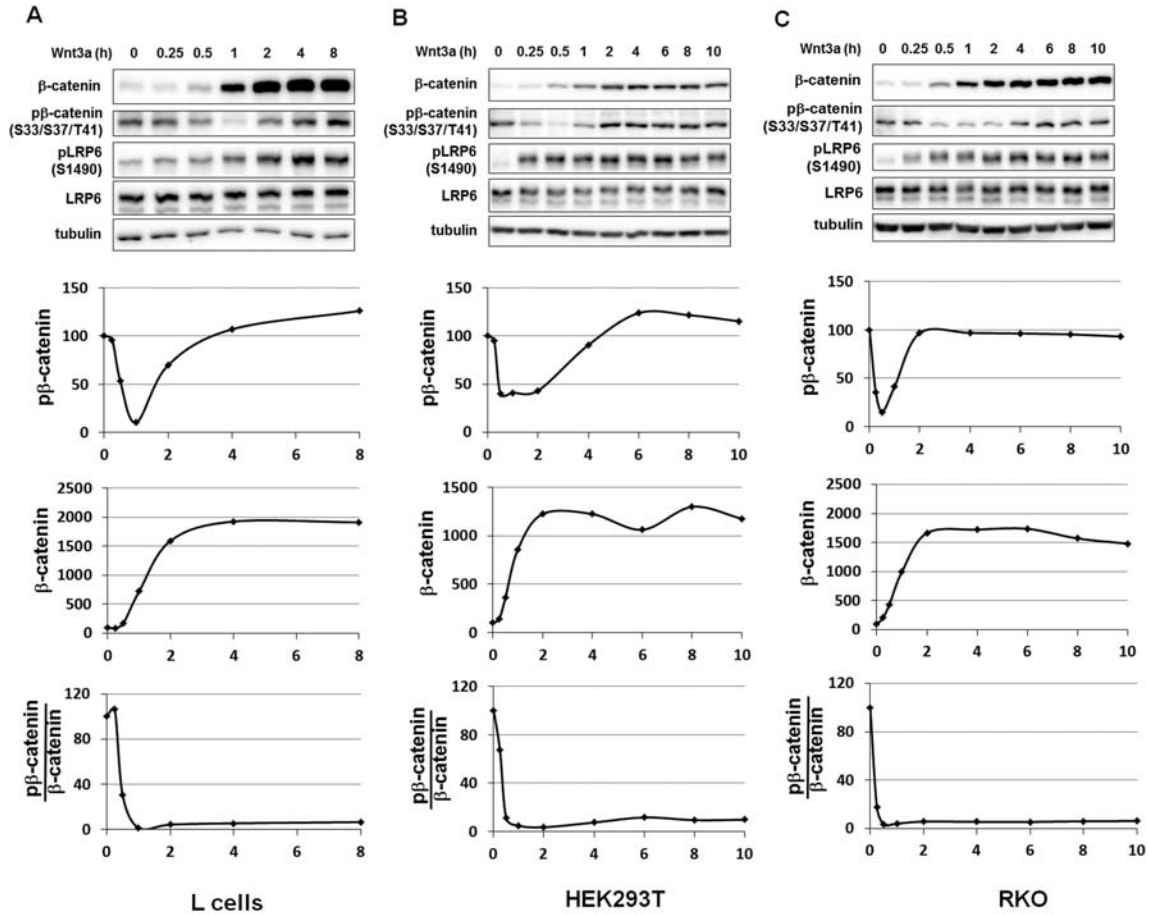 A
Wnt3a (h) 0 0.25 0.5 1 2 4 8
β-catenin
pβ-catenin
(S33/S37/T41)
pLRP6
(S1490)
LRP6
tubulin
B
Wnt3a (h) 0 0.25 0.5 1 2 4 6 8 10
β-catenin
pβ-catenin
(S33/S37/T41)
pLRP6
(S1490)
LRP6
tubulin
C
Wnt3a (h) 0 0.25 0.5 1 2 4 6 8 10
β-catenin
pβ-catenin
(S33/S37/T41)
pLRP6
(S1490)
LRP6
tubulin
pβ-catenin
150
100
50
0
0 2 4 6 8
pβ-catenin
150
100
50
0
0 2 4 6 8 10
pβ-catenin
150
100
50
0
0 2 4 6 8 10
β-catenin
2500
2000
1500
1000
500
0
0 2 4 6 8
β-catenin
1500
1000
500
0
0 2 4 6 8 10
β-catenin
2500
2000
1500
1000
500
0
0 2 4 6 8 10
pβ-catenin
β-catenin
120
80
40
0
0 2 4 6 8
pβ-catenin
β-catenin
120
80
40
0
0 2 4 6 8 10
pβ-catenin
β-catenin
120
80
40
0
0 2 4 6 8 10
L cells
HEK293T
RKO